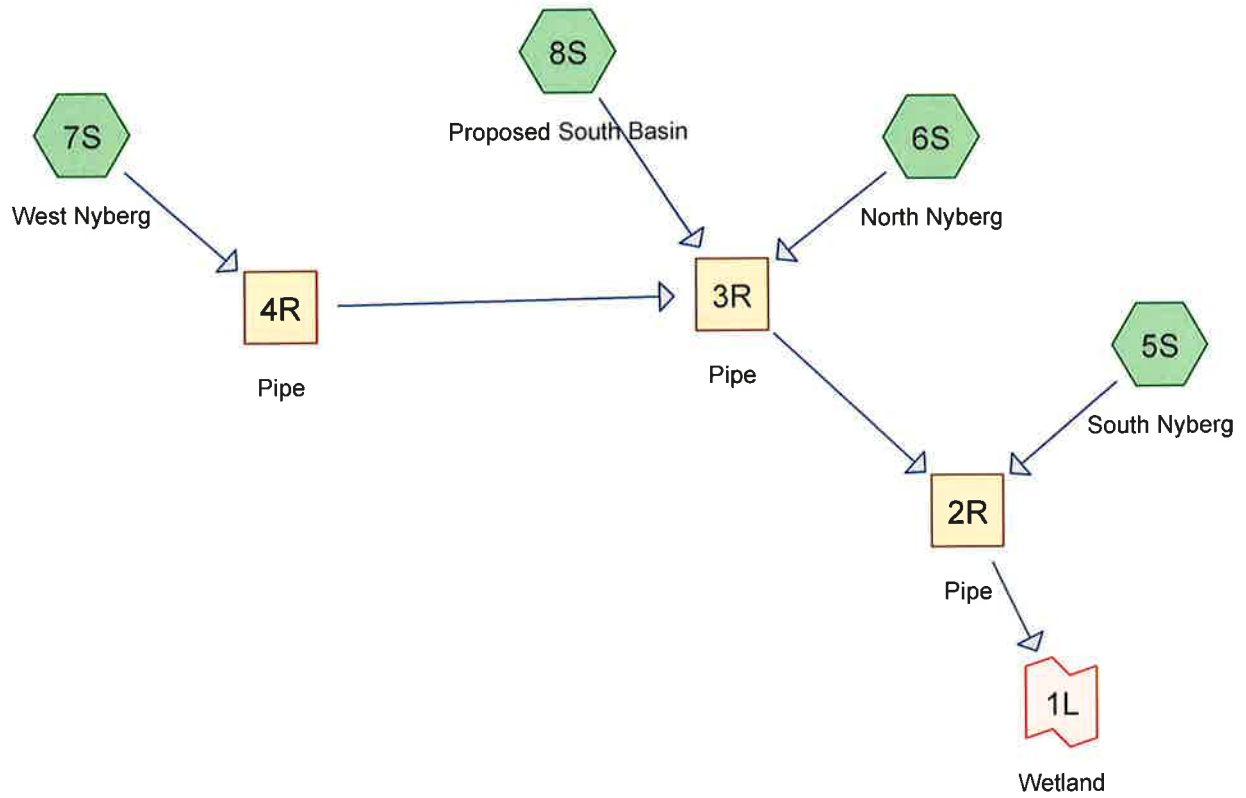 8S
Proposed South Basin
7S
West Nyberg
6S
North Nyberg
4R
Pipe
3R
Pipe
5S
South Nyberg
2R
Pipe
1L
Wetland